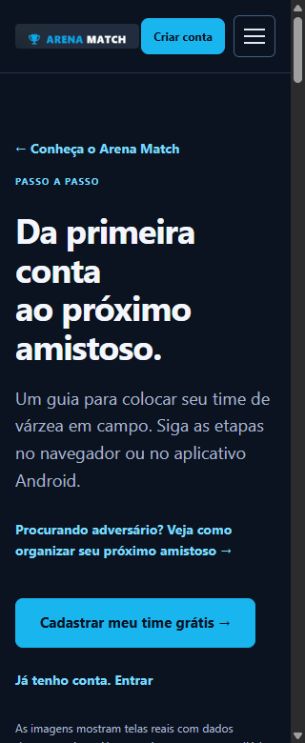 ARENA MATCH
Criar conta
← Conheça o Arena Match
PASSO A PASSO
Da primeira
conta
ao próximo
amistoso.
Um guia para colocar seu time de
várzea em campo. Siga as etapas
no navegador ou no aplicativo
Android.
Procurando adversário? Veja como
organizar seu próximo amistoso →
Cadastrar meu time grátis →
Já tenho conta. Entrar
As imagens mostram telas reais com dados